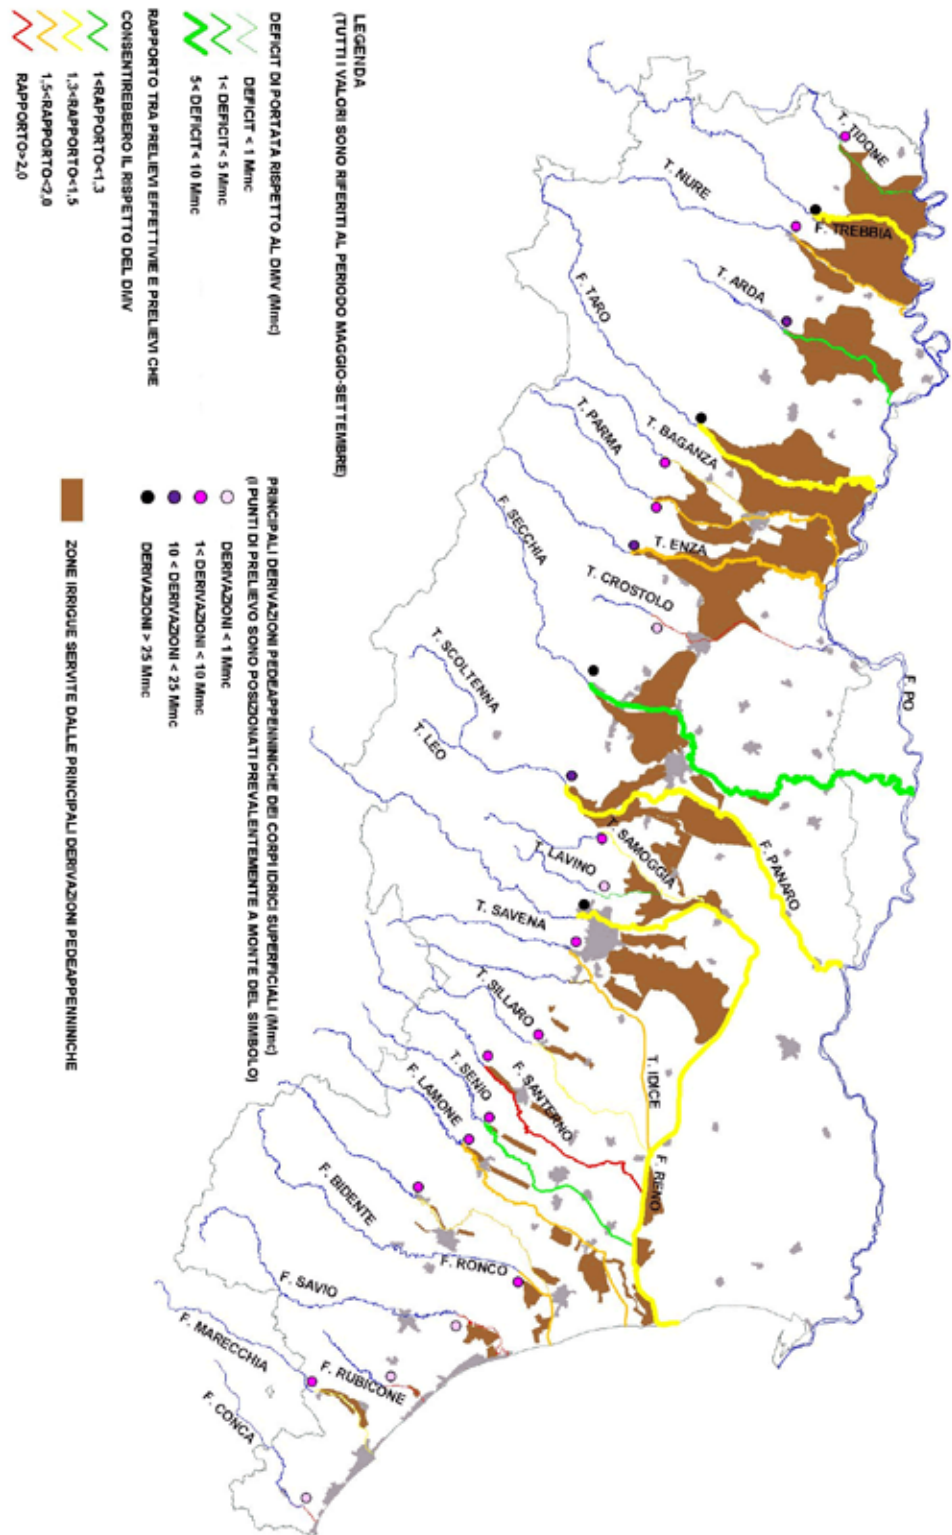 T. TIDONE
F. TREBBIA
T. NURE
T. ARDA
F. TARO
T. BAGANZA
T. PARMA
T. ENZA
F. SECCHIA
T. CROSTOLO
F. PO
T. SCOLTENNA
T. LEO
T. SAMOGGIA
T. LAVINO
F. PANARO
T. SAVENA
T. SILLARO
T. IDICE
F. SANTERNO
T. SENIO
F. LAMONE
F. RENO
F. BIDENTE
F. RONCO
F. SAVIO
F. MARECCHIA
F. RUBICONE
F. CONCA
LEGENDA
(TUTTI I VALORI SONO RIFERITI AL PERIODO MAGGIO-SETTEMBRE)
DEFICIT DI PORTATA RISPETTO AL DMV (Mmc)
DEFICIT < 1 Mmc
1< DEFICIT< 5 Mmc
5< DEFICIT< 10 Mmc
RAPPORTO TRA PRELIEVI EFFETTIVI E PRELIEVI CHE
CONSENTIREBBERO IL RISPETTO DEL DMV
1<RAPPORTO<1,3
1,3<RAPPORTO<1,5
1,5<RAPPORTO<2,0
RAPPORTO>2,0
PRINCIPALI DERIVAZIONI PEDEAPPENNINICHE DEI CORPI IDRICI SUPERFICIALI (Mmc)
(I PUNTI DI PRELIEVO SONO POSIZIONATI PREVALENTEMENTE A MONTE DEL SIMBOLO)
DERIVAZIONI < 1 Mmc
1< DERIVAZIONI < 10 Mmc
10 < DERIVAZIONI < 25 Mmc
DERIVAZIONI > 25 Mmc
ZONE IRRIGUE SERVITE DALLE PRINCIPALI DERIVAZIONI PEDEAPPENNINICHE